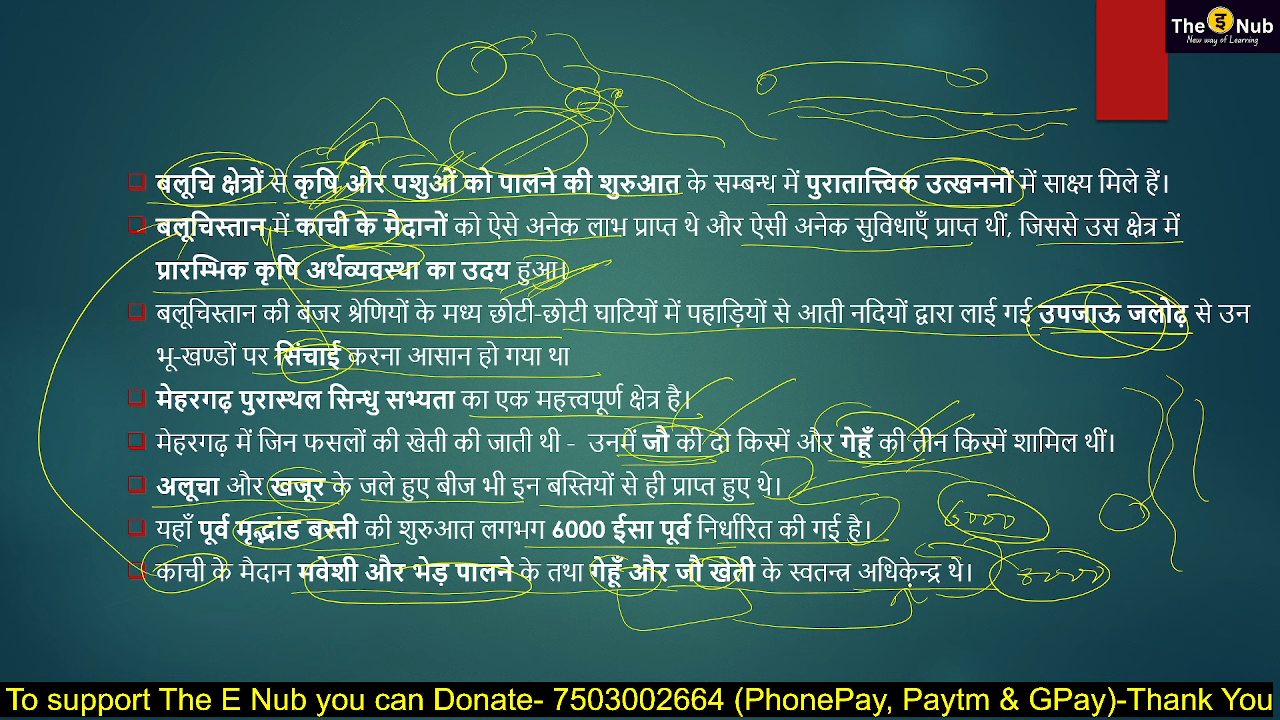 The इ Nub
New way of Learning
बलूचि क्षेत्रों से कृषि और पशुओं को पालने की शुरुआत के सम्बन्ध में पुरातात्त्विक उत्खननों में साक्ष्य मिले हैं।
बलूचिस्तान में काची के मैदानों को ऐसे अनेक लाभ प्राप्त थे और ऐसी अनेक सुविधाएँ प्राप्त थीं, जिससे उस क्षेत्र में
प्रारम्भिक कृषि अर्थव्यवस्था का उदय हुआ।
बलूचिस्तान की बंजर श्रेणियों के मध्य छोटी-छोटी घाटियों में पहाड़ियों से आती नदियों द्वारा लाई गई उपजाऊ जलोढ़ से उन
भू-खण्डों पर सिंचाई करना आसान हो गया था
मेहरगढ़ पुरास्थल सिन्धु सभ्यता का एक महत्त्वपूर्ण क्षेत्र है।
मेहरगढ़ में जिन फसलों की खेती की जाती थी - उनमें जौ की दो किस्में और गेहूँ की तीन किस्में शामिल थीं।
अलूचा और खजूर के जले हुए बीज भी इन बस्तियों से ही प्राप्त हुए थे।
यहाँ पूर्व मृद्भांड बस्ती की शुरुआत लगभग 6000 ईसा पूर्व निर्धारित की गई है।
6000
काची के मैदान मवेशी और भेड़ पालने के तथा गेहूँ और जौ खेती के स्वतन्त्र अधिकेन्द्र थे।
To support The E Nub you can Donate- 7503002664 (PhonePay, Paytm & GPay)-Thank You